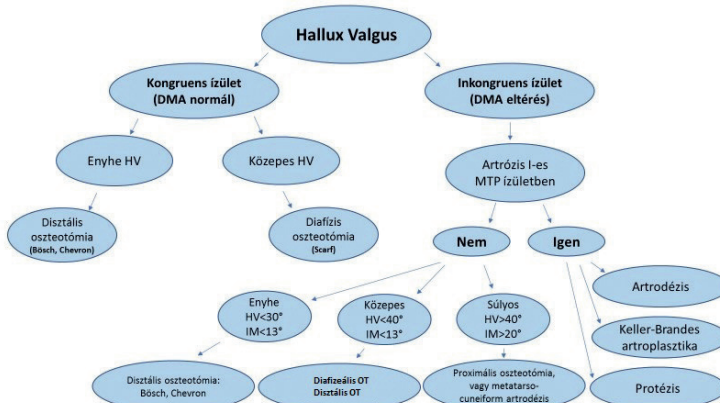 Hallux Valgus
Kongruens ízület
(DMA normál)
Inkongruens ízület
(DMA eltérés)
Enyhe HV
Közepes HV
Artrózis I-es
MTP ízületben
Disztális
oszteotómia
(Bösch, Chevron)
Diafízis
oszteotómia
(Scarf)
Nem
Igen
Enyhe
HV<30°
IM<13°
Közepes
HV<40°
IM<13°
Súlyos
HV>40°
IM>20°
Artrodézis
Keller-Brandes
artroplasztika
Protézis
Disztális oszteotómia:
Bösch, Chevron
Diafizeális OT
Disztális OT
Proximális oszteotómia,
vagy metatarso-
cuneiform artrodézis